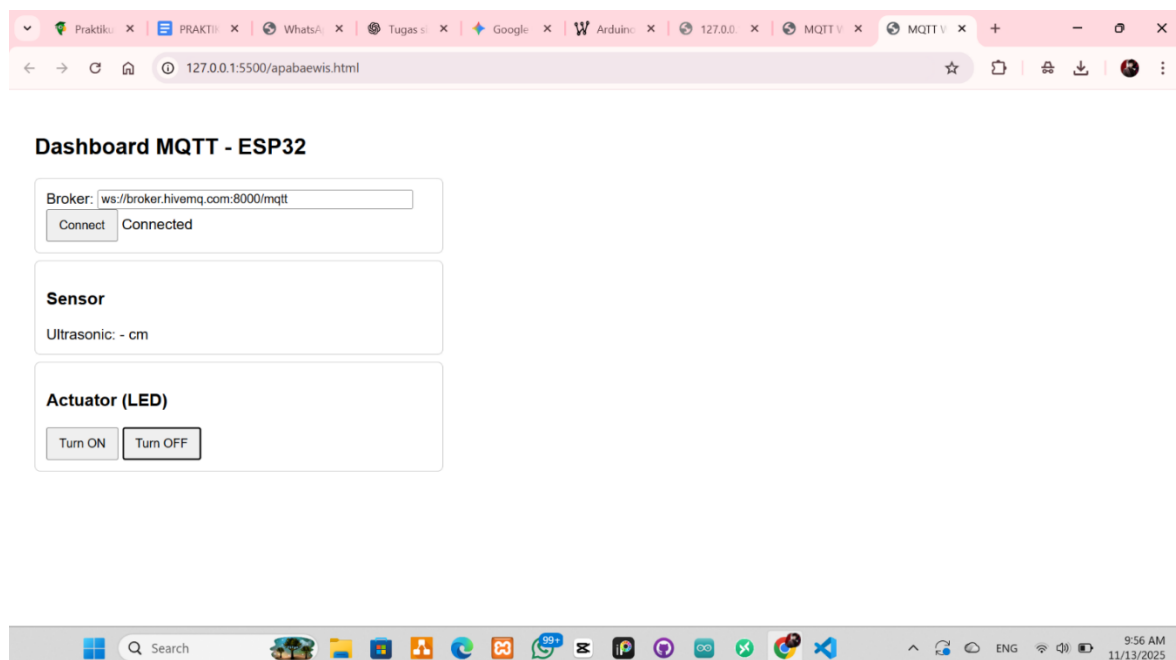 Praktiku
PRAKTIK
WhatsA
Tugas si
Google
Arduino
127.0.0.
MQTT W
MQTT W
127.0.0.1:5500/apabaewis.html
Dashboard MQTT - ESP32
Broker: ws://broker.hivemq.com:8000/mqtt
Connect Connected
Sensor
Ultrasonic: - cm
Actuator (LED)
Turn ON Turn OFF
Search
99+
ENG
9:56 AM
11/13/2025